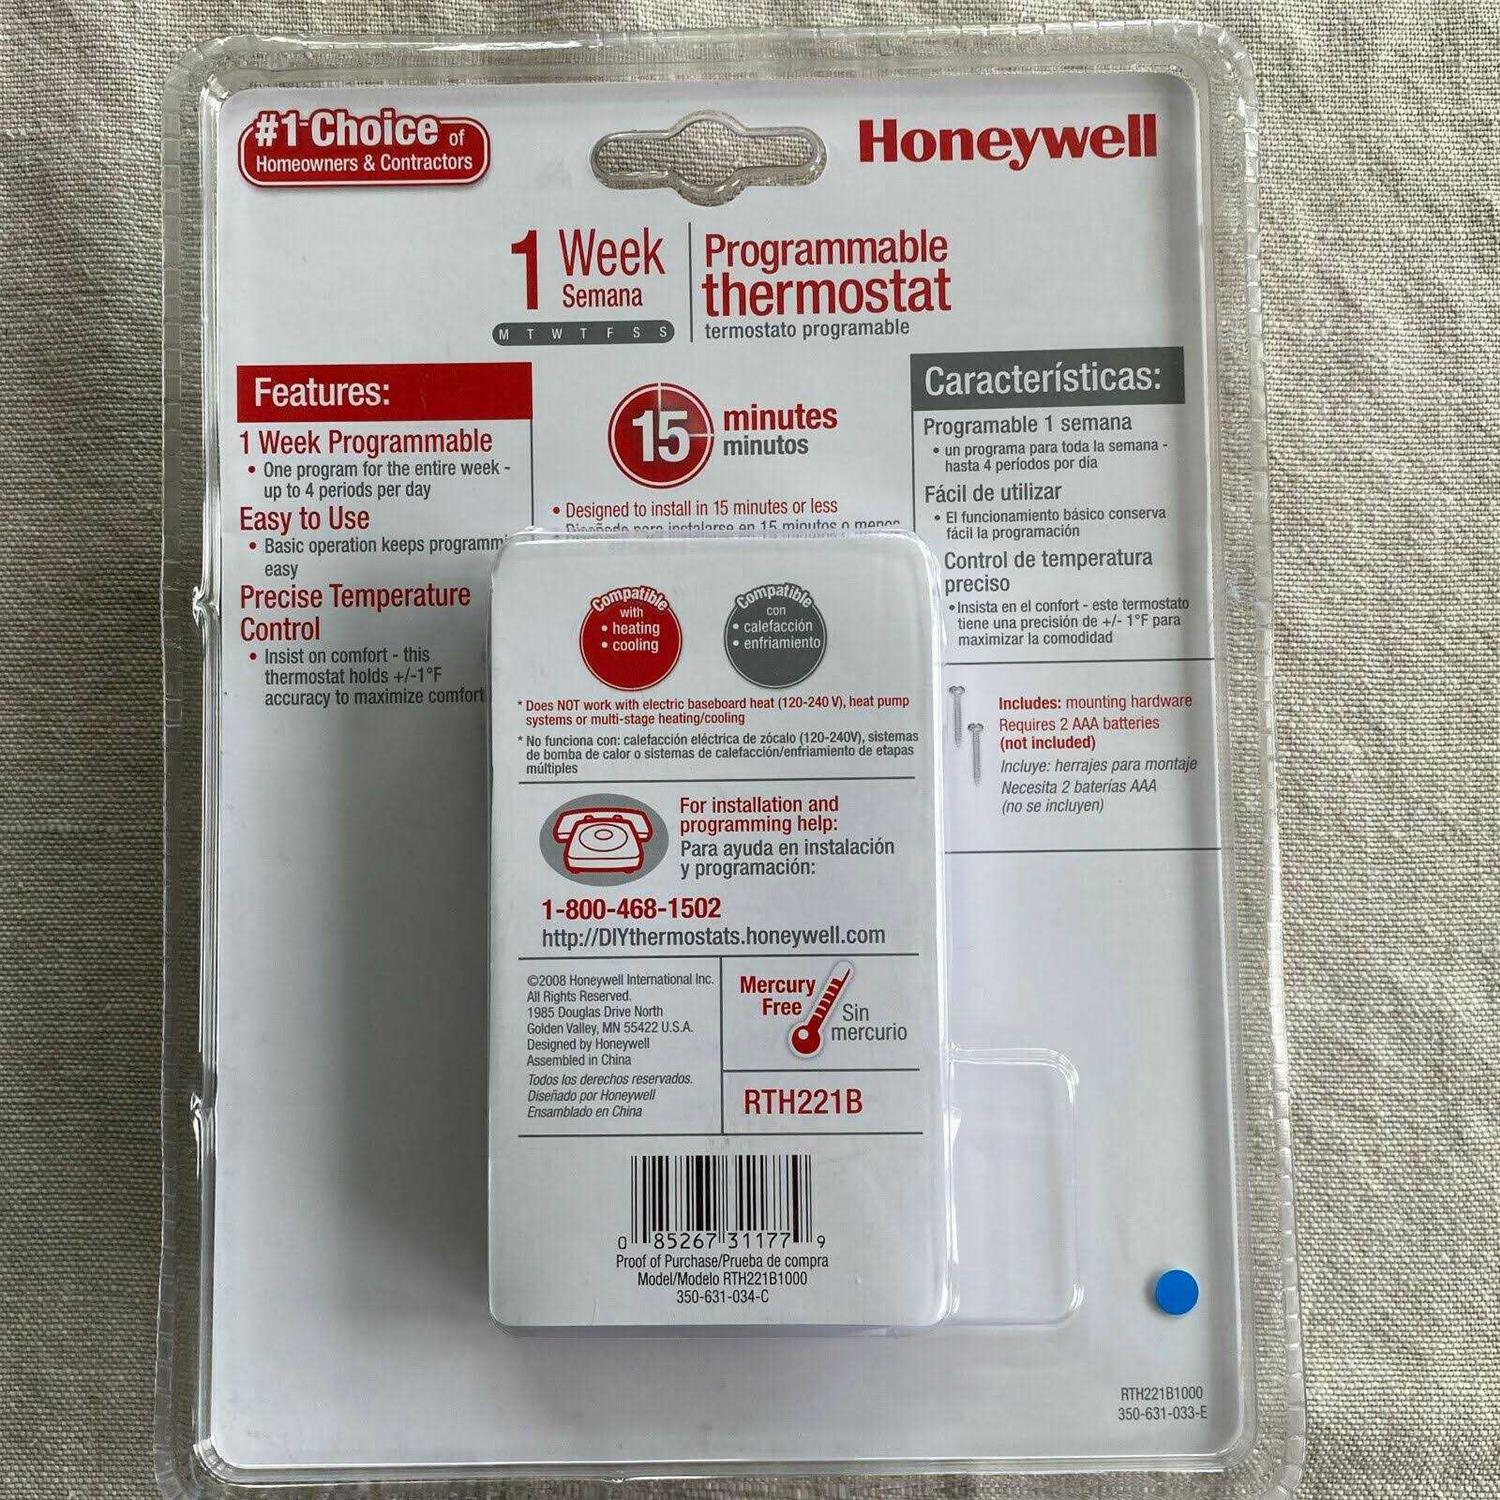 #1 Choice of
Homeowners & Contractors
Honeywell
1 Week
Semana
M T W T F S S
Programmable
thermostat
termostato programable
Features:
1 Week Programmable
• One program for the entire week -
up to 4 periods per day
Easy to Use
• Basic operation keeps programmi
easy
Precise Temperature
Control
• Insist on comfort - this
thermostat holds +/-1°F
accuracy to maximize comfort
15 minutes
minutos
• Designed to install in 15 minutes or less
• Diseñado para instalarse en 15 minutos o menos
Características:
Programable 1 semana
• un programa para toda la semana -
hasta 4 períodos por día
Fácil de utilizar
• El funcionamiento básico conserva
fácil la programación
Control de temperatura
preciso
• Insista en el confort - este termostato
tiene una precisión de +/- 1°F para
maximizar la comodidad
Includes: mounting hardware
Requires 2 AAA batteries
(not included)
Incluye: herrajes para montaje
Necesita 2 baterías AAA
(no se incluyen)
Compatible
with
• heating
• cooling
Compatible
con
• calefacción
• enfriamiento
* Does NOT work with electric baseboard heat (120-240 V), heat pump
systems or multi-stage heating/cooling
* No funciona con: calefacción eléctrica de zócalo (120-240V), sistemas
de bomba de calor o sistemas de calefacción/enfriamiento de etapas
múltiples
For installation and
programming help:
Para ayuda en instalación
y programación:
1-800-468-1502
http://DIYthermostats.honeywell.com
©2008 Honeywell International Inc.
All Rights Reserved.
1985 Douglas Drive North
Golden Valley, MN 55422 U.S.A.
Designed by Honeywell
Assembled in China
Todos los derechos reservados.
Diseñado por Honeywell
Ensamblado en China
Mercury
Free
Sin
mercurio
RTH221B
0 85267 31177 9
Proof of Purchase/Prueba de compra
Model/Modelo RTH221B1000
350-631-034-C
RTH221B1000
350-631-033-E